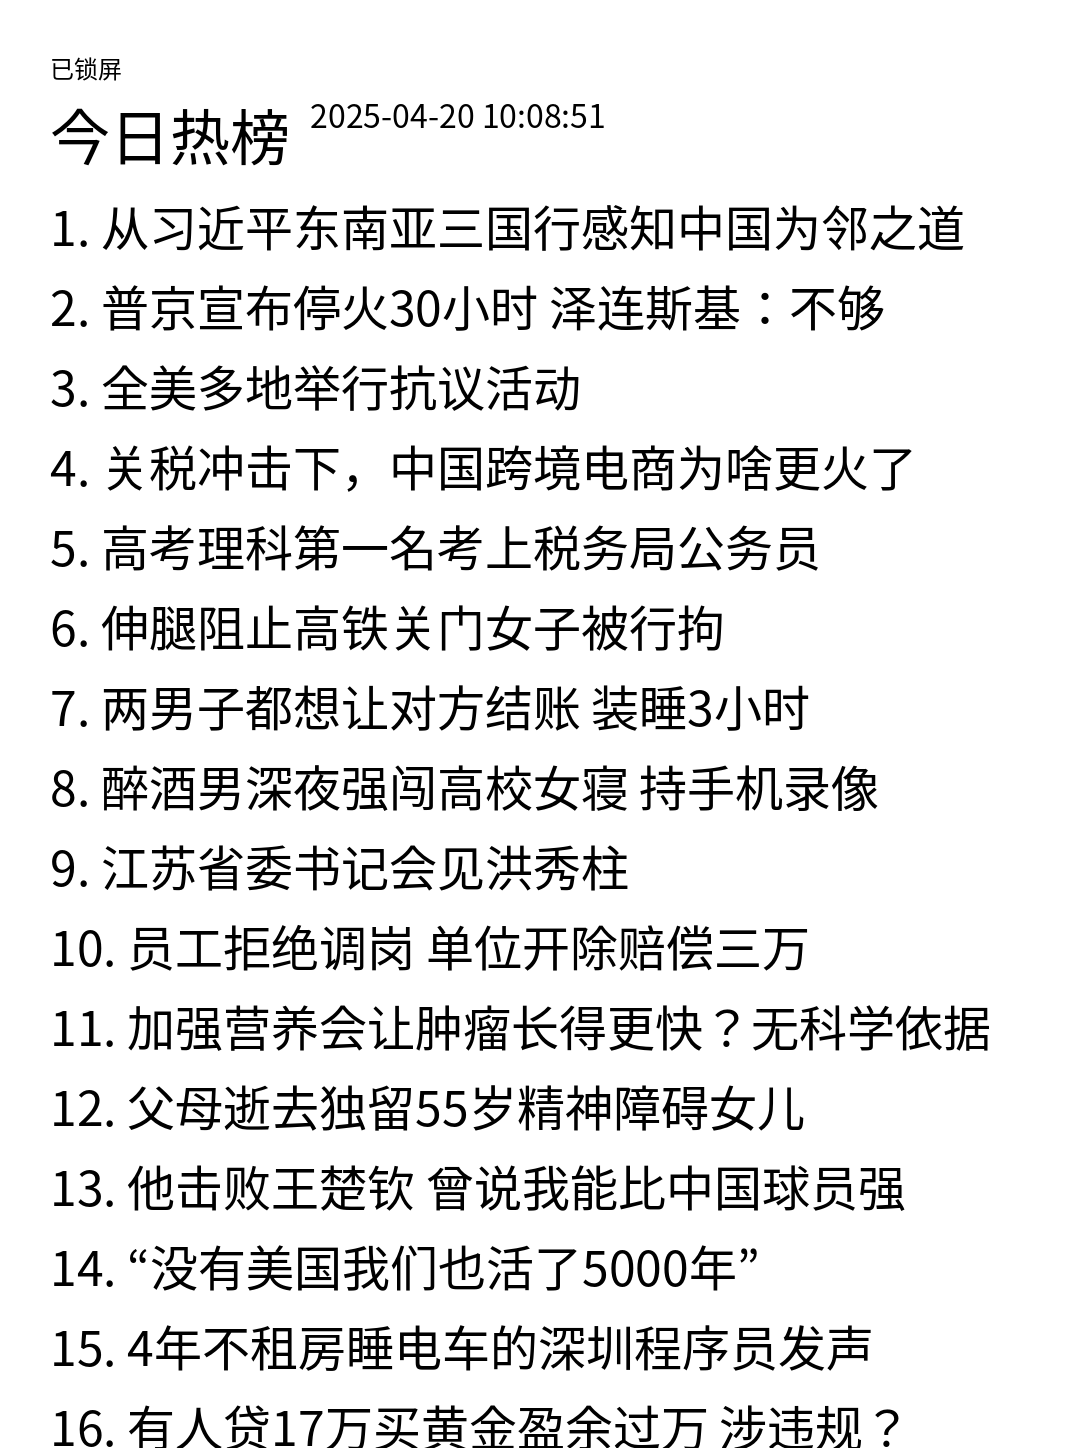 已锁屏
今日热榜 2025-04-20 10:08:51
1. 从习近平东南亚三国行感知中国为邻之道
2. 普京宣布停火30小时 泽连斯基：不够
3. 全美多地举行抗议活动
4. 关税冲击下，中国跨境电商为啥更火了
5. 高考理科第一名考上税务局公务员
6. 伸腿阻止高铁关门女子被行拘
7. 两男子都想让对方结账 装睡3小时
8. 醉酒男深夜强闯高校女寝 持手机录像
9. 江苏省委书记会见洪秀柱
10. 员工拒绝调岗 单位开除赔偿三万
11. 加强营养会让肿瘤长得更快？无科学依据
12. 父母逝去独留55岁精神障碍女儿
13. 他击败王楚钦 曾说我能比中国球员强
14. “没有美国我们也活了5000年”
15. 4年不租房睡电车的深圳程序员发声
16. 有人贷17万买黄金盈余过万 涉违规？